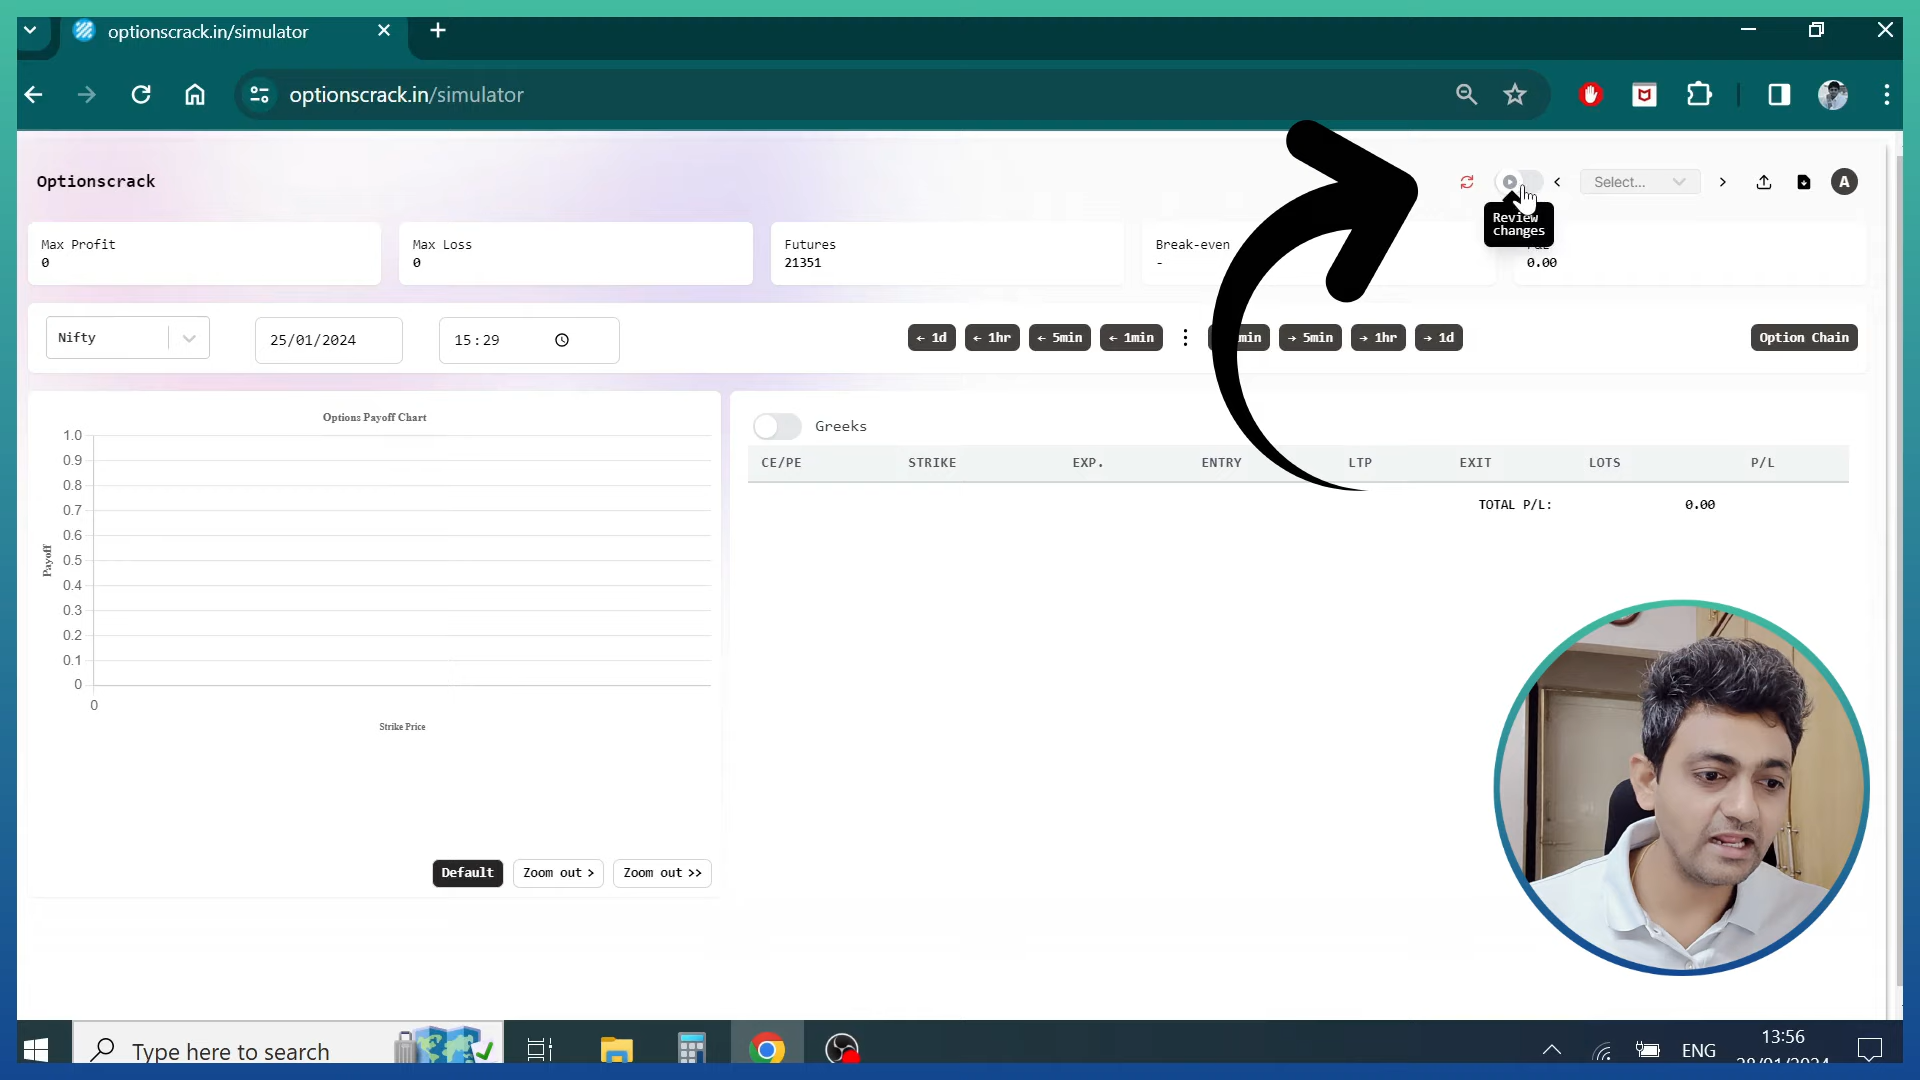 optionscrack.in/simulator
optionscrack.in/simulator
Optionscrack
Select...
A
Review
changes
Max Profit
0
Max Loss
0
Futures
21351
Break-even
-
0.00
Nifty
25/01/2024
15:29
← 1d
← 1hr
← 5min
← 1min
min
→ 5min
→ 1hr
→ 1d
Option Chain
Options Payoff Chart
1.0
0.9
0.8
0.7
0.6
0.5
0.4
0.3
0.2
0.1
0
0
Payoff
Strike Price
Default
Zoom out >
Zoom out >>
Greeks
CE/PE STRIKE EXP. ENTRY LTP EXIT LOTS P/L
TOTAL P/L: 0.00
Type here to search
ENG
13:56
28/01/2024